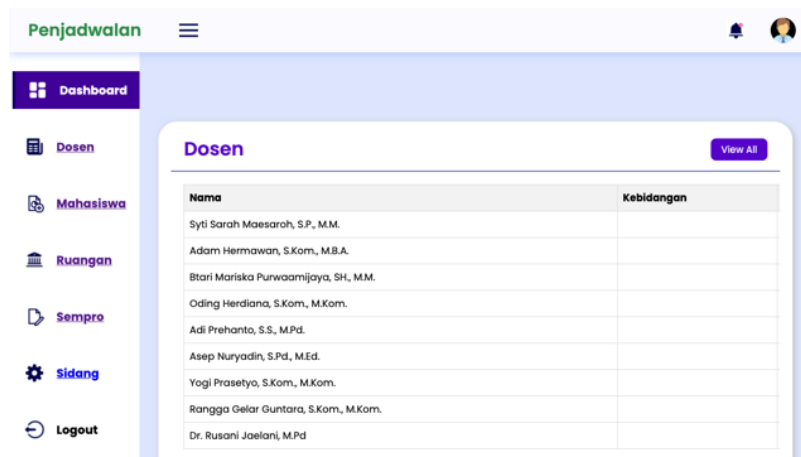 Penjadwalan
Dashboard
Dosen
Mahasiswa
Ruangan
Sempro
Sidang
Logout
Dosen
View All
Nama Kebidangan
Syti Sarah Maesaroh, S.P., M.M.
Adam Hermawan, S.Kom., M.B.A.
Btari Mariska Purwaamijaya, SH., M.M.
Oding Herdiana, S.Kom., M.Kom.
Adi Prehanto, S.S., M.Pd.
Asep Nuryadin, S.Pd., M.Ed.
Yogi Prasetyo, S.Kom., M.Kom.
Rangga Gelar Guntara, S.Kom., M.Kom.
Dr. Rusani Jaelani, M.Pd